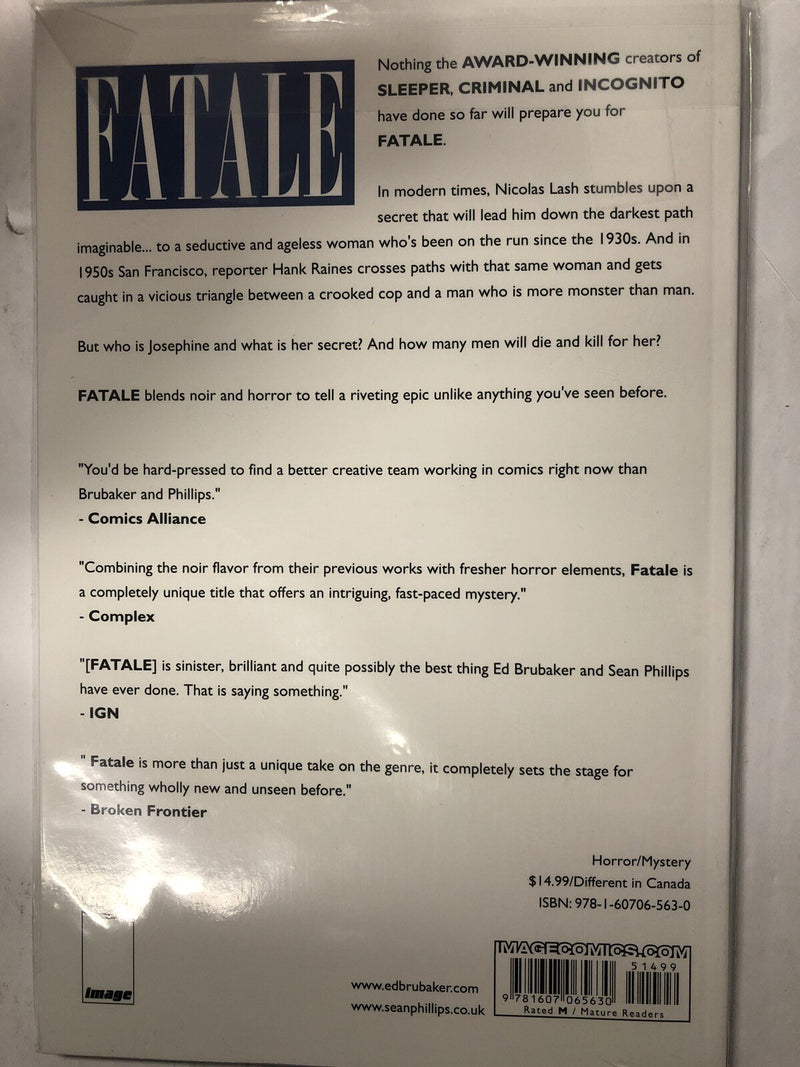 FATALE
Nothing the AWARD-WINNING creators of
SLEEPER, CRIMINAL and INCOGNITO
have done so far will prepare you for
FATALE.
In modern times, Nicolas Lash stumbles upon a
secret that will lead him down the darkest path
imaginable... to a seductive and ageless woman who's been on the run since the 1930s. And in
1950s San Francisco, reporter Hank Raines crosses paths with that same woman and gets
caught in a vicious triangle between a crooked cop and a man who is more monster than man.
But who is Josephine and what is her secret? And how many men will die and kill for her?
FATALE blends noir and horror to tell a riveting epic unlike anything you've seen before.
"You'd be hard-pressed to find a better creative team working in comics right now than
Brubaker and Phillips."
- Comics Alliance
"Combining the noir flavor from their previous works with fresher horror elements, Fatale is
a completely unique title that offers an intriguing, fast-paced mystery."
- Complex
"[FATALE] is sinister, brilliant and quite possibly the best thing Ed Brubaker and Sean Phillips
have ever done. That is saying something."
- IGN
" Fatale is more than just a unique take on the genre, it completely sets the stage for
something wholly new and unseen before."
- Broken Frontier
Horror/Mystery
$14.99/Different in Canada
ISBN: 978-1-60706-563-0
image
www.edbrubaker.com
www.seanphillips.co.uk
IMAGECOMICS.COM
51499
9 781607 065630
Rated M / Mature Readers